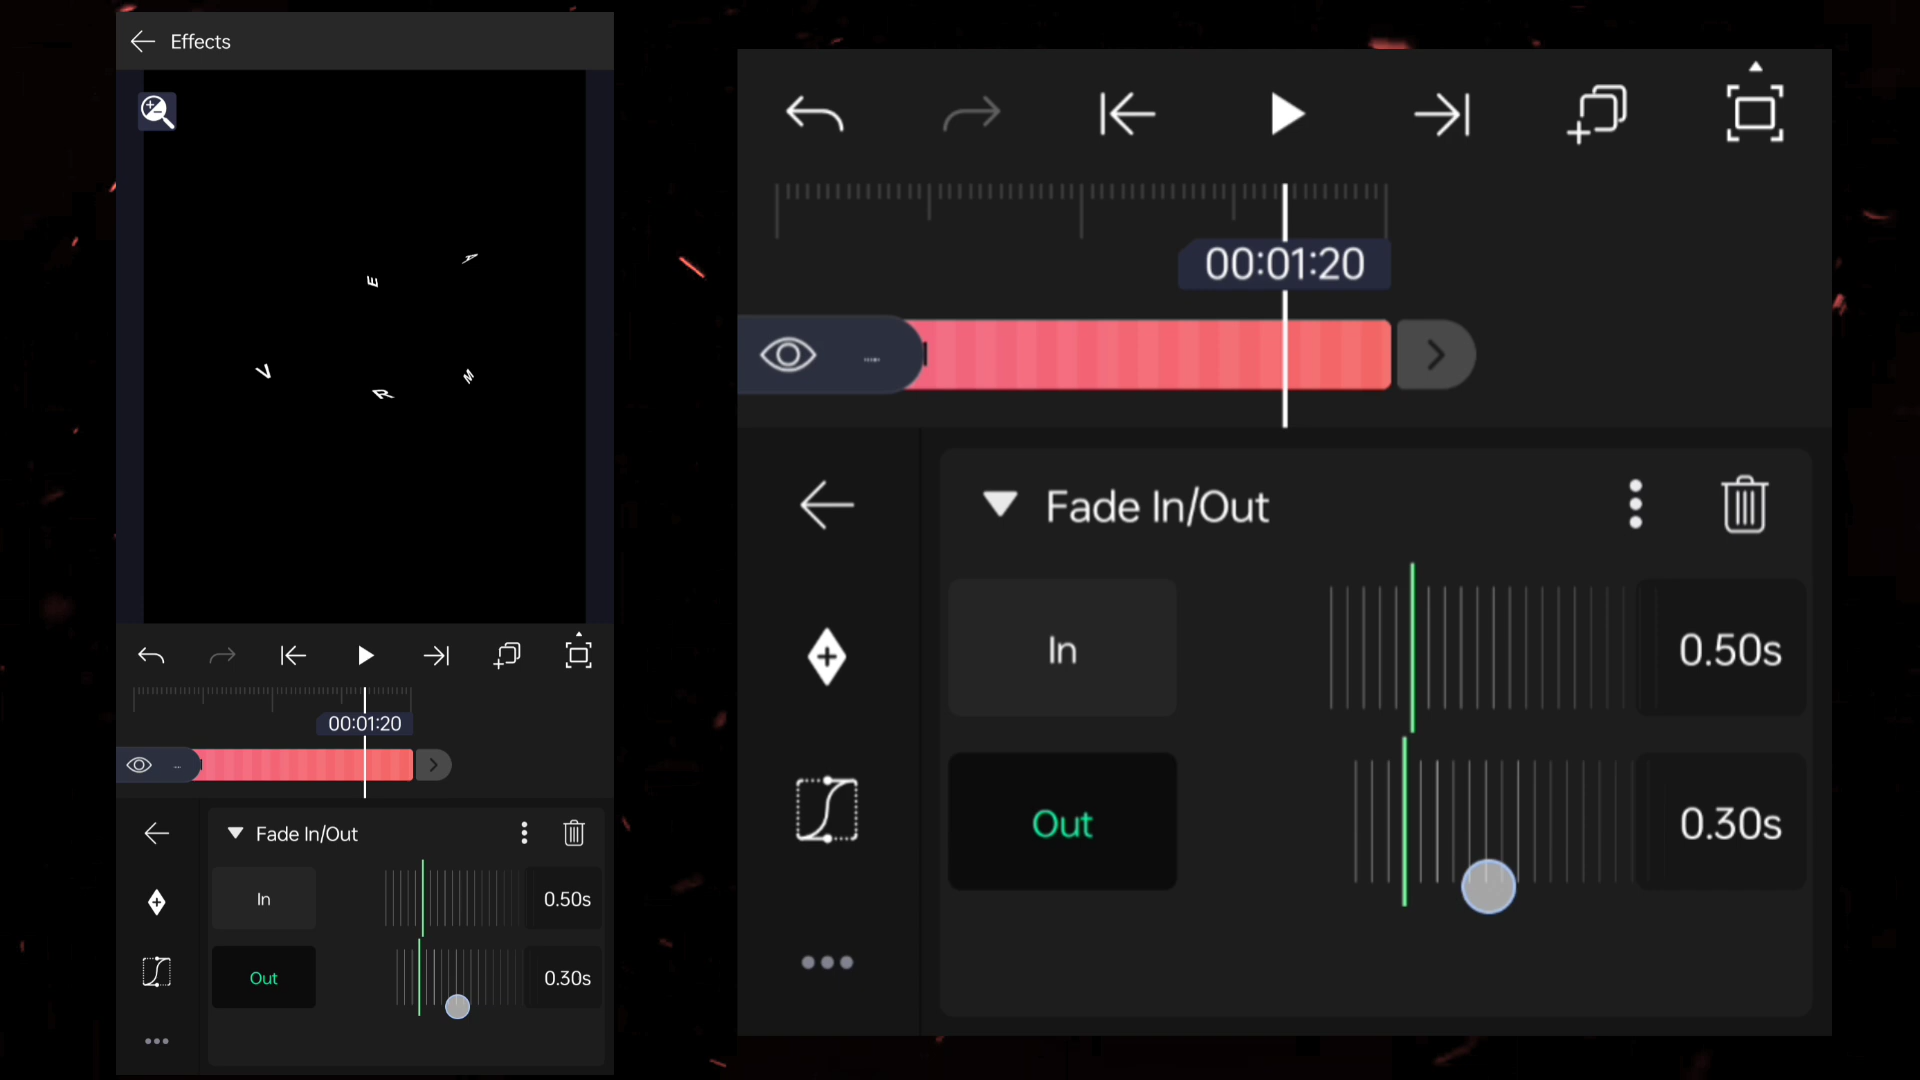 Effects
E
A
V
R
M
00:01:20
Fade In/Out
In
0.50s
Out
0.30s
00:01:20
Fade In/Out
In
0.50s
Out
0.30s